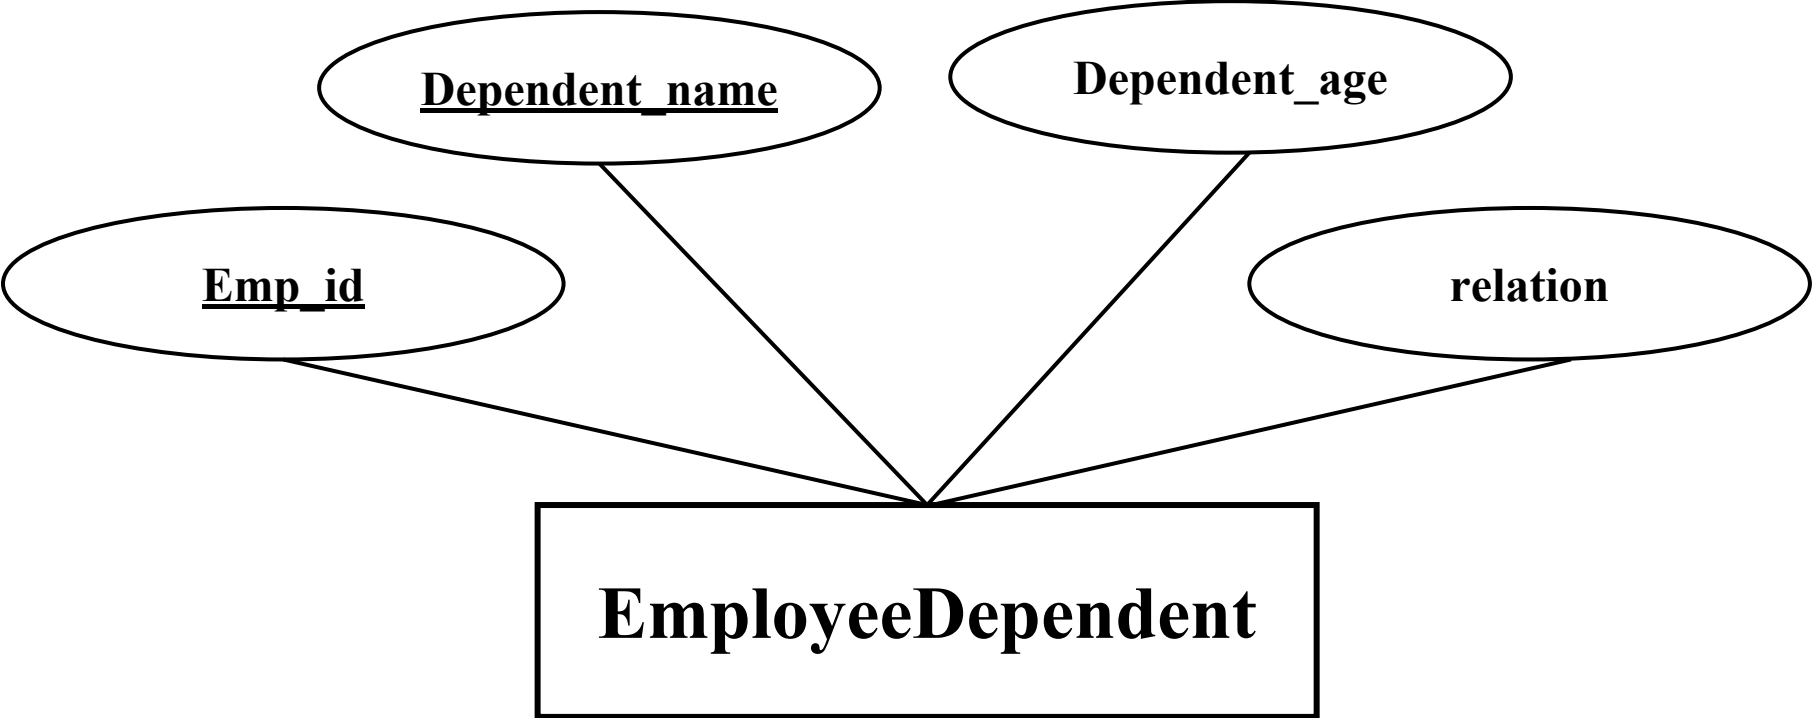 Dependent_name
Dependent_age
Emp_id
relation
EmployeeDependent